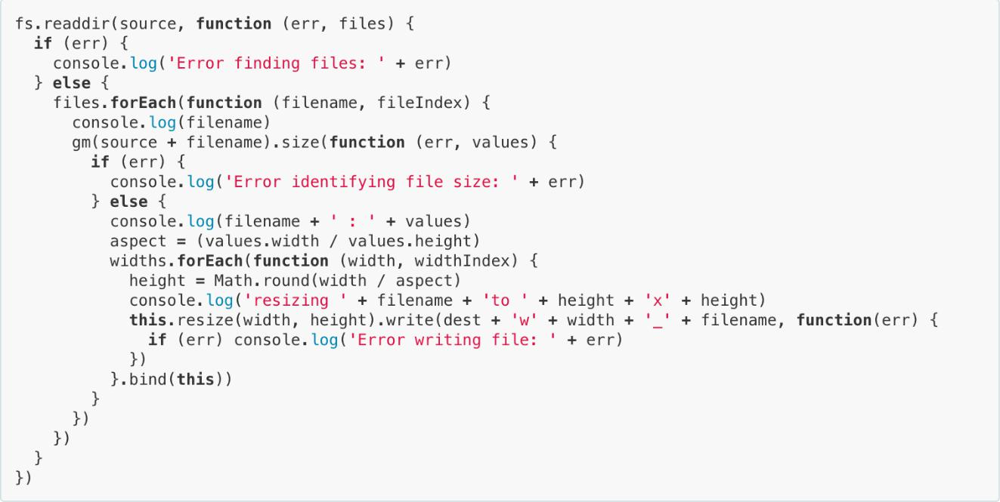 fs.readdir(source, function (err, files) {
  if (err) {
    console.log('Error finding files: ' + err)
  } else {
    files.forEach(function (filename, fileIndex) {
      console.log(filename)
      gm(source + filename).size(function (err, values) {
        if (err) {
          console.log('Error identifying file size: ' + err)
        } else {
          console.log(filename + ' : ' + values)
          aspect = (values.width / values.height)
          widths.forEach(function (width, widthIndex) {
            height = Math.round(width / aspect)
            console.log('resizing ' + filename + 'to ' + height + 'x' + height)
            this.resize(width, height).write(dest + 'w' + width + '_' + filename, function(err) {
              if (err) console.log('Error writing file: ' + err)
            })
          }.bind(this))
        }
      })
    })
  }
})